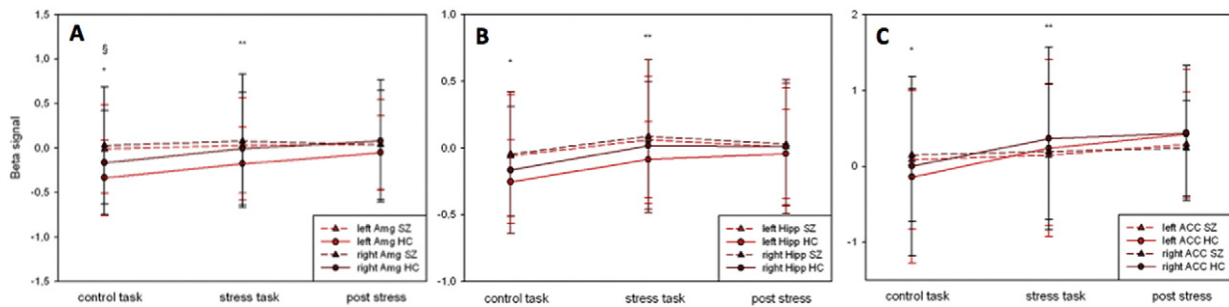 A
1,5
1,0
0,5
0,0
-0,5
-1,0
-1,5
Beta signal
§
*
**
left Amg SZ
left Amg HC
right Amg SZ
right Amg HC
control task
stress task
post stress
B
1,0
0,5
0,0
-0,5
-1,0
*
**
left Hipp SZ
left Hipp HC
right Hipp SZ
right Hipp HC
control task
stress task
post stress
C
2
1
0
-1
*
**
left ACC SZ
left ACC HC
right ACC SZ
right ACC HC
control task
stress task
post stress